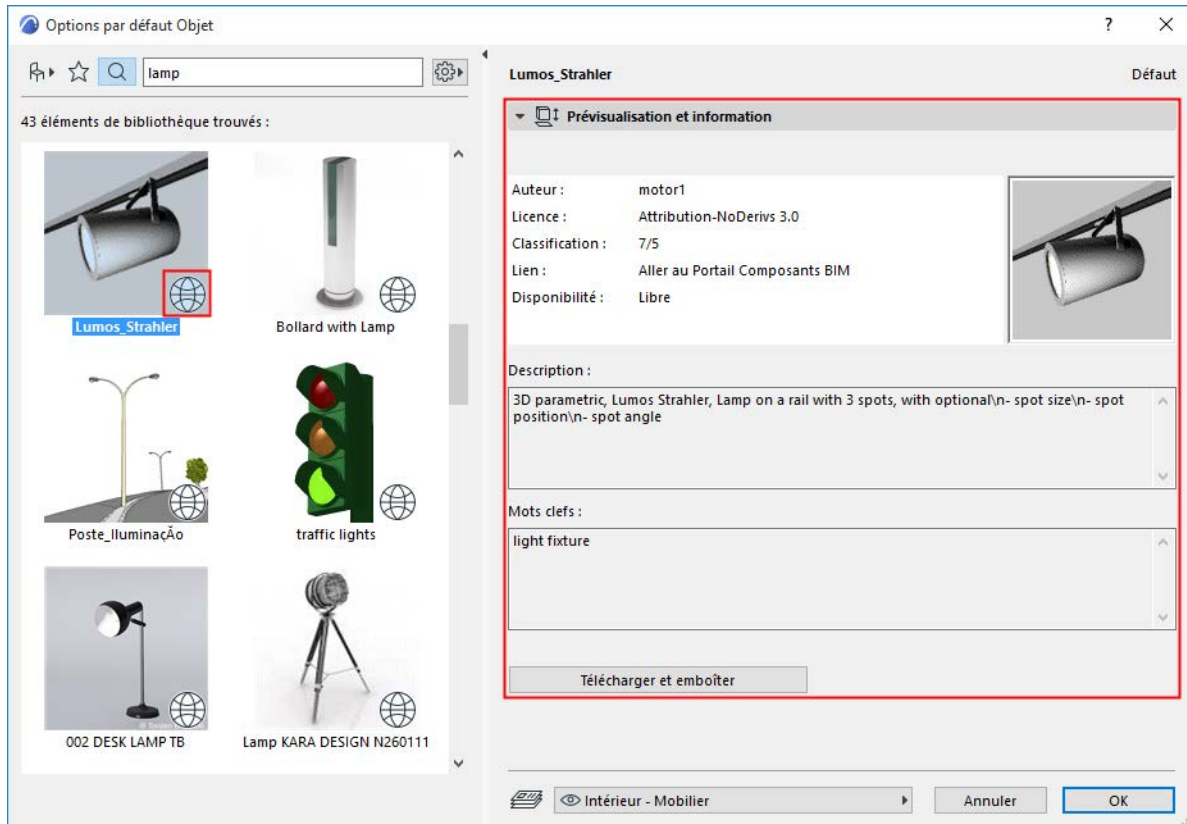 Options par défaut Objet
?
lamp
43 éléments de bibliothèque trouvés :
Lumos_Strahler
Bollard with Lamp
Poste_IluminaçÃo
traffic lights
002 DESK LAMP TB
Lamp KARA DESIGN N260111
Lumos_Strahler
Défaut
Prévisualisation et information
Auteur : motor1
Licence : Attribution-NoDerivs 3.0
Classification : 7/5
Lien : Aller au Portail Composants BIM
Disponibilité : Libre
Description :
3D parametric, Lumos Strahler, Lamp on a rail with 3 spots, with optional\n- spot size\n- spot
position\n- spot angle
Mots clefs :
light fixture
Télécharger et emboîter
Intérieur - Mobilier
Annuler
OK